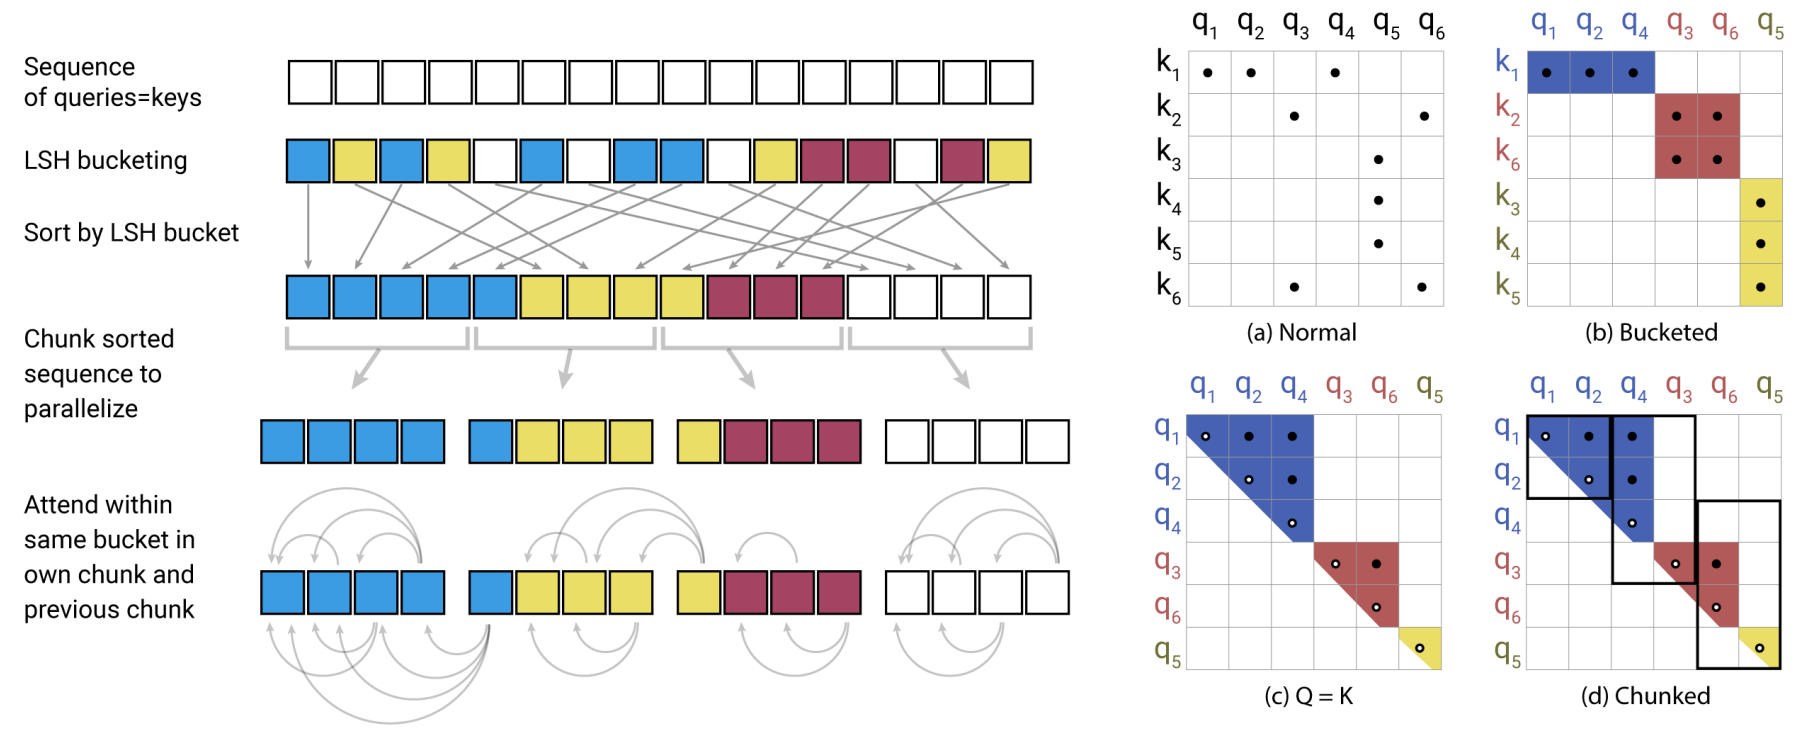 Sequence
of queries=keys
LSH bucketing
Sort by LSH bucket
Chunk sorted
sequence to
parallelize
Attend within
same bucket in
own chunk and
previous chunk
q1 q2 q3 q4 q5 q6
k1
k2
k3
k4
k5
k6
(a) Normal
q1 q2 q4 q3 q6 q5
k1
k2
k6
k3
k4
k5
(b) Bucketed
q1 q2 q4 q3 q6 q5
q1
q2
q4
q3
q6
q5
(c) Q = K
q1 q2 q4 q3 q6 q5
q1
q2
q4
q3
q6
q5
(d) Chunked